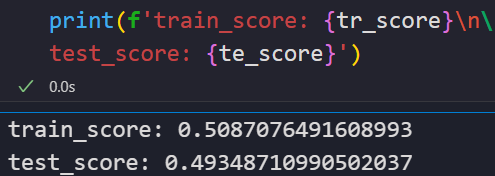 print(f'train_score: {tr_score}\n\
test_score: {te_score}')
0.0s
train_score: 0.5087076491608993
test_score: 0.49348710990502037